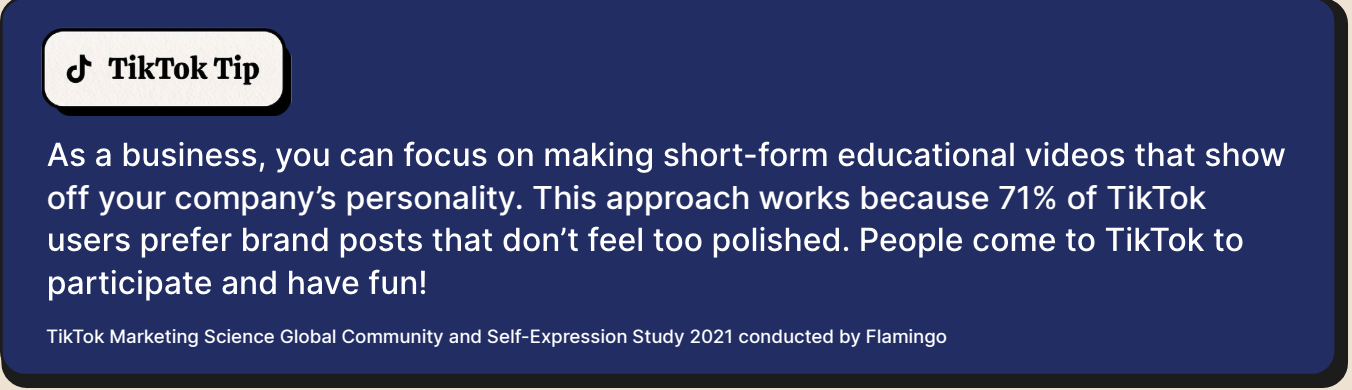 TikTok Tip
As a business, you can focus on making short-form educational videos that show
off your company’s personality. This approach works because 71% of TikTok
users prefer brand posts that don’t feel too polished. People come to TikTok to
participate and have fun!
TikTok Marketing Science Global Community and Self-Expression Study 2021 conducted by Flamingo